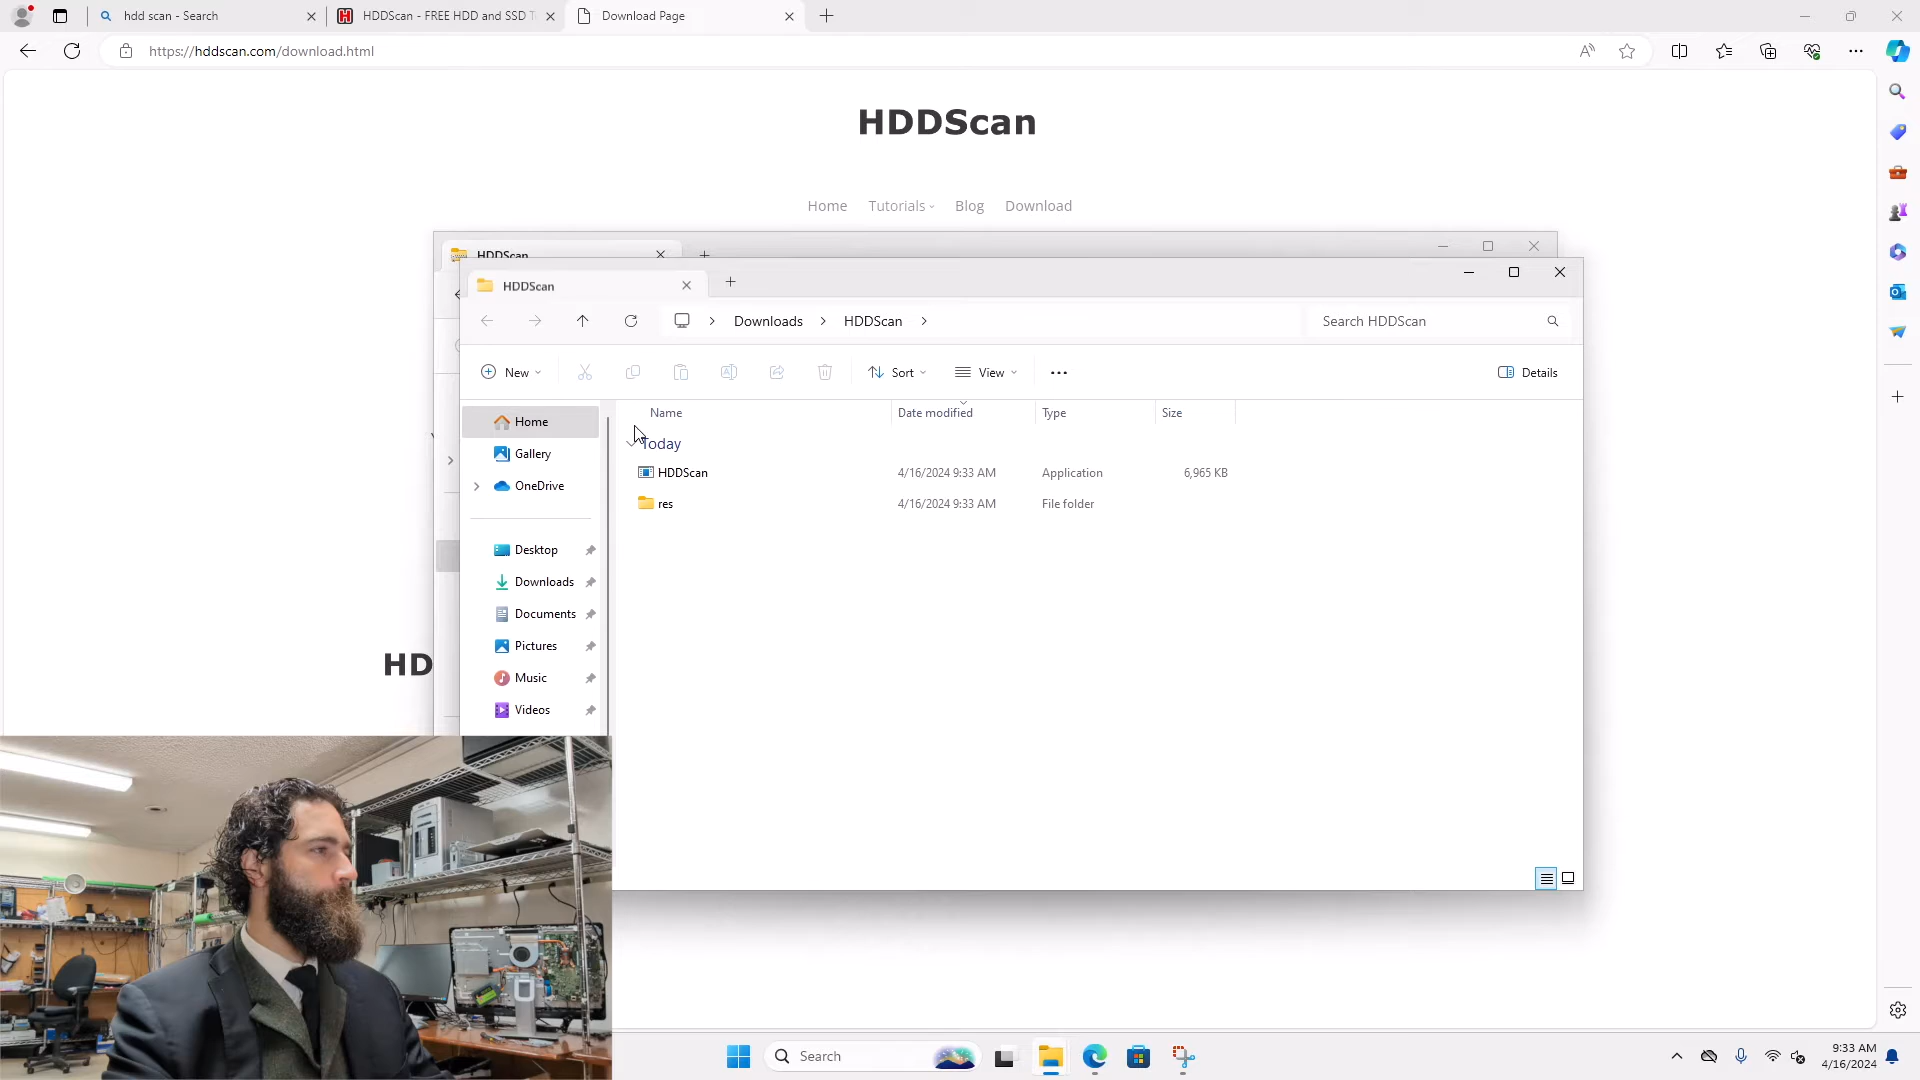 hdd scan - Search
HDDScan - FREE HDD and SSD T
Download Page
https://hddscan.com/download.html
HDDScan
Home
Tutorials
Blog
Download
HDDScan
HDDScan
Downloads
HDDScan
Search HDDScan
New
Sort
View
Details
Name
Date modified
Type
Size
Home
Today
Gallery
HDDScan
4/16/2024 9:33 AM
Application
6,965 KB
OneDrive
res
4/16/2024 9:33 AM
File folder
Desktop
Downloads
Documents
Pictures
HD
Music
Videos
Search
9:33 AM
4/16/2024